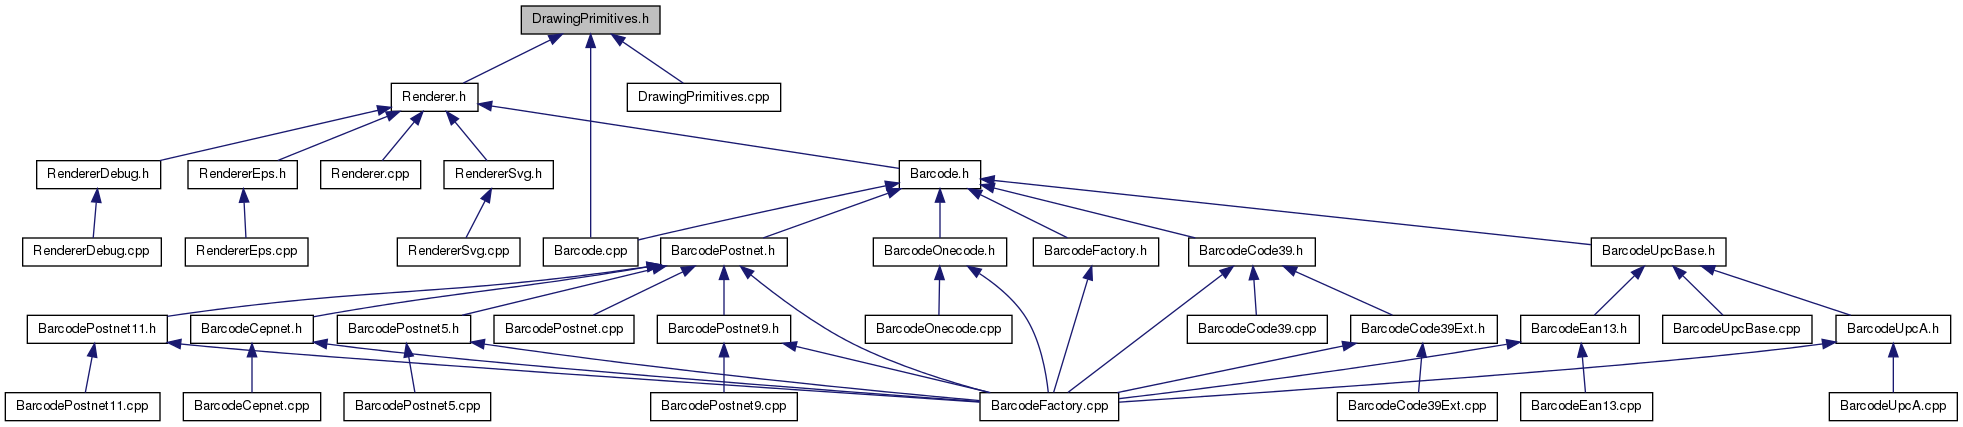 DrawingPrimitives.h
Renderer.h
DrawingPrimitives.cpp
RendererDebug.h
RendererEps.h
Renderer.cpp
RendererSvg.h
Barcode.h
RendererDebug.cpp
RendererEps.cpp
RendererSvg.cpp
Barcode.cpp
BarcodePostnet.h
BarcodeOnecode.h
BarcodeFactory.h
BarcodeCode39.h
BarcodeUpcBase.h
BarcodePostnet11.h
BarcodeCepnet.h
BarcodePostnet5.h
BarcodePostnet.cpp
BarcodePostnet9.h
BarcodeOnecode.cpp
BarcodeCode39.cpp
BarcodeCode39Ext.h
BarcodeEan13.h
BarcodeUpcBase.cpp
BarcodeUpcA.h
BarcodePostnet11.cpp
BarcodeCepnet.cpp
BarcodePostnet5.cpp
BarcodePostnet9.cpp
BarcodeFactory.cpp
BarcodeCode39Ext.cpp
BarcodeEan13.cpp
BarcodeUpcA.cpp